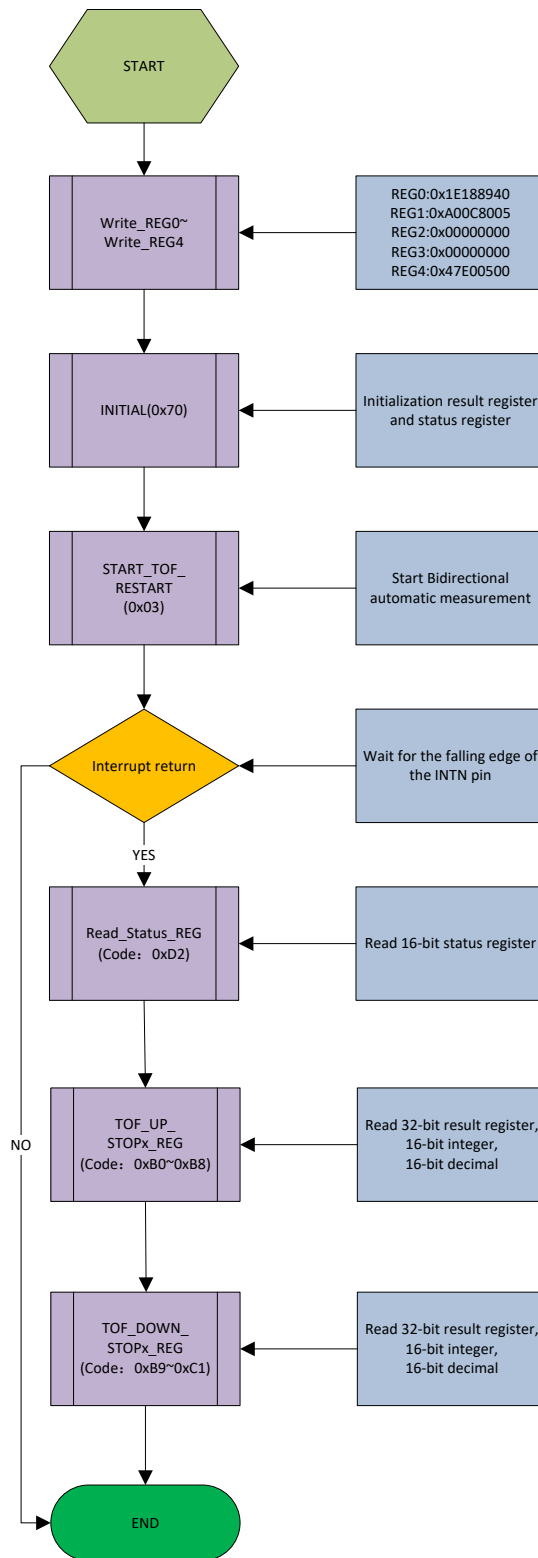 START
Write_REG0~
Write_REG4
REG0:0x1E188940
REG1:0xA00C8005
REG2:0x00000000
REG3:0x00000000
REG4:0x47E00500
INITIAL(0x70)
Initialization result register
and status register
START_TOF_
RESTART
(0x03)
Start Bidirectional
automatic measurement
Interrupt return
Wait for the falling edge of
the INTN pin
YES
Read_Status_REG
(Code：0xD2)
Read 16-bit status register
NO
TOF_UP_
STOPx_REG
(Code：0xB0~0xB8)
Read 32-bit result register,
16-bit integer,
16-bit decimal
TOF_DOWN_
STOPx_REG
(Code：0xB9~0xC1)
Read 32-bit result register,
16-bit integer,
16-bit decimal
END